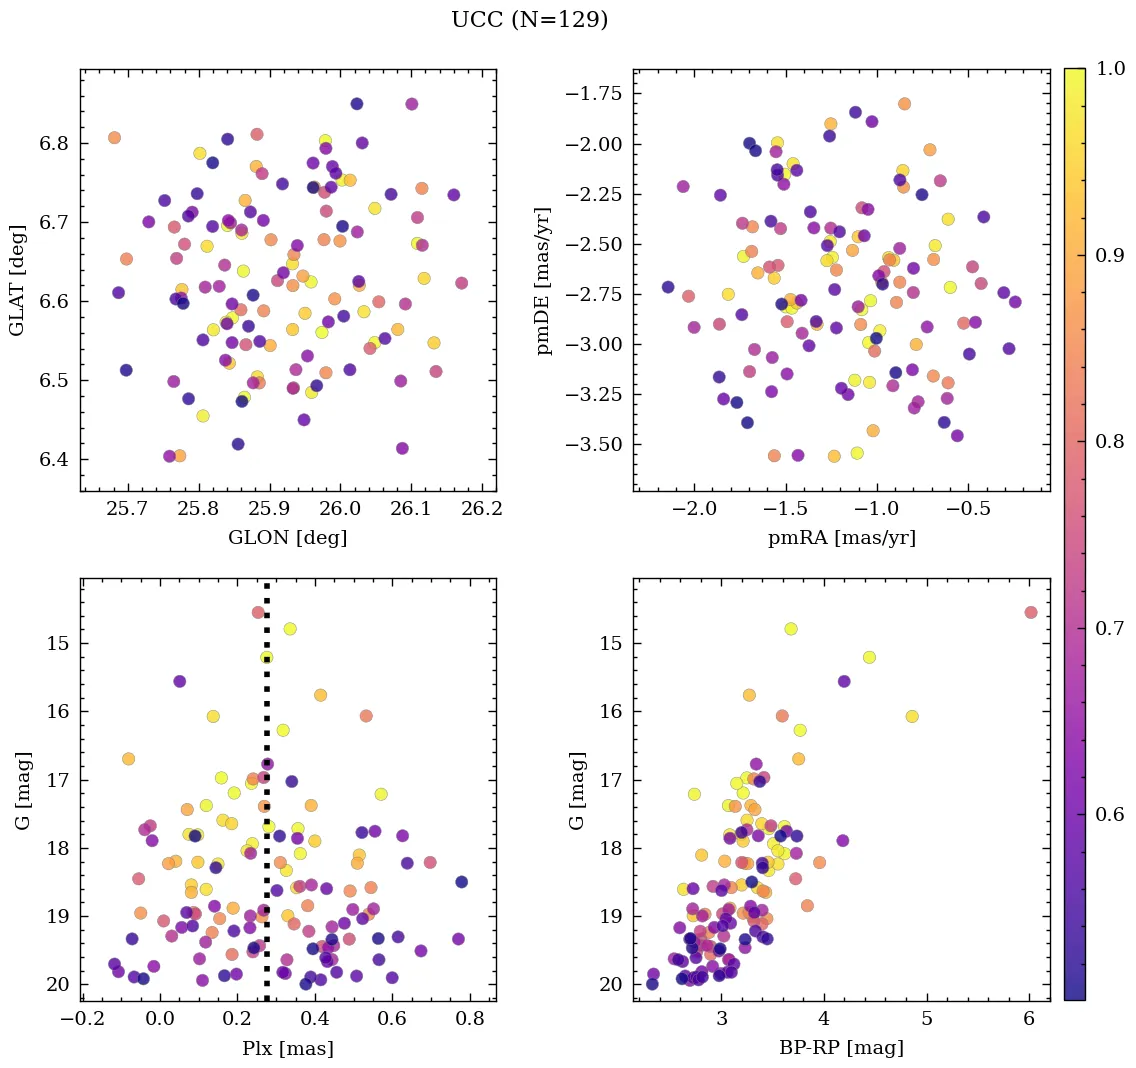 UCC (N=129)
6.8
6.7
6.6
6.5
6.4
GLAT [deg]
25.7 25.8 25.9 26.0 26.1 26.2
GLON [deg]
−1.75
−2.00
−2.25
−2.50
−2.75
−3.00
−3.25
−3.50
pmDE [mas/yr]
−2.0 −1.5 −1.0 −0.5
pmRA [mas/yr]
15
16
17
18
19
20
G [mag]
−0.2 0.0 0.2 0.4 0.6 0.8
Plx [mas]
15
16
17
18
19
20
G [mag]
3 4 5 6
BP-RP [mag]
1.0
0.9
0.8
0.7
0.6